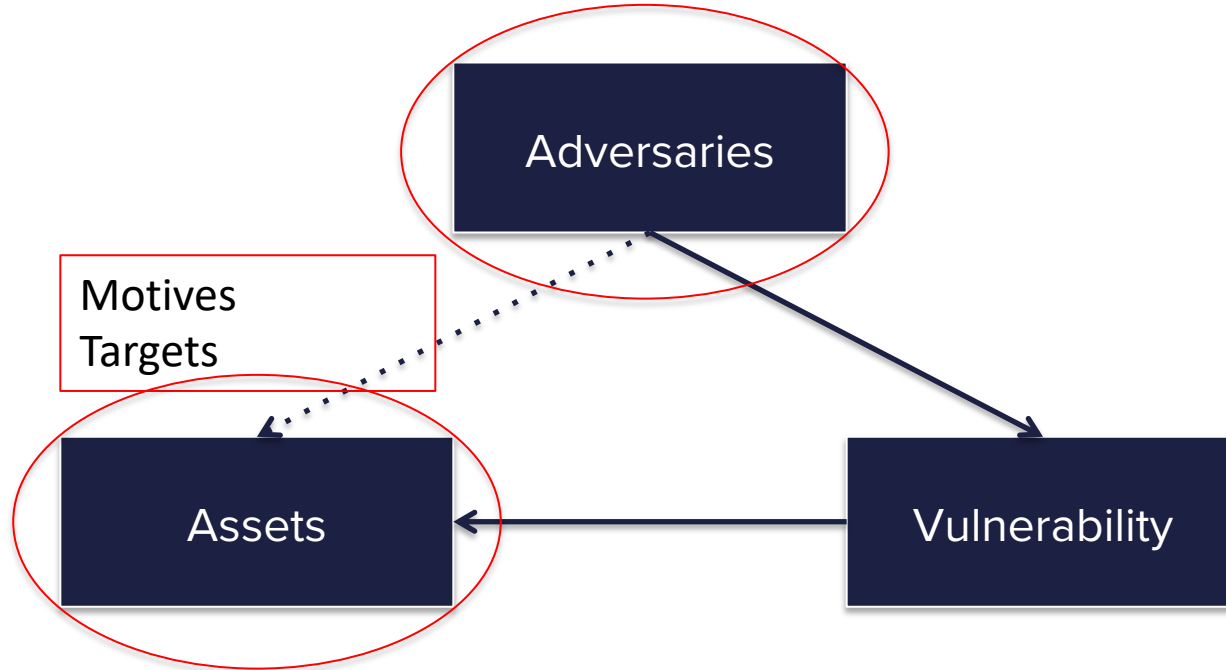 Adversaries
Motives
Targets
Assets
Vulnerability